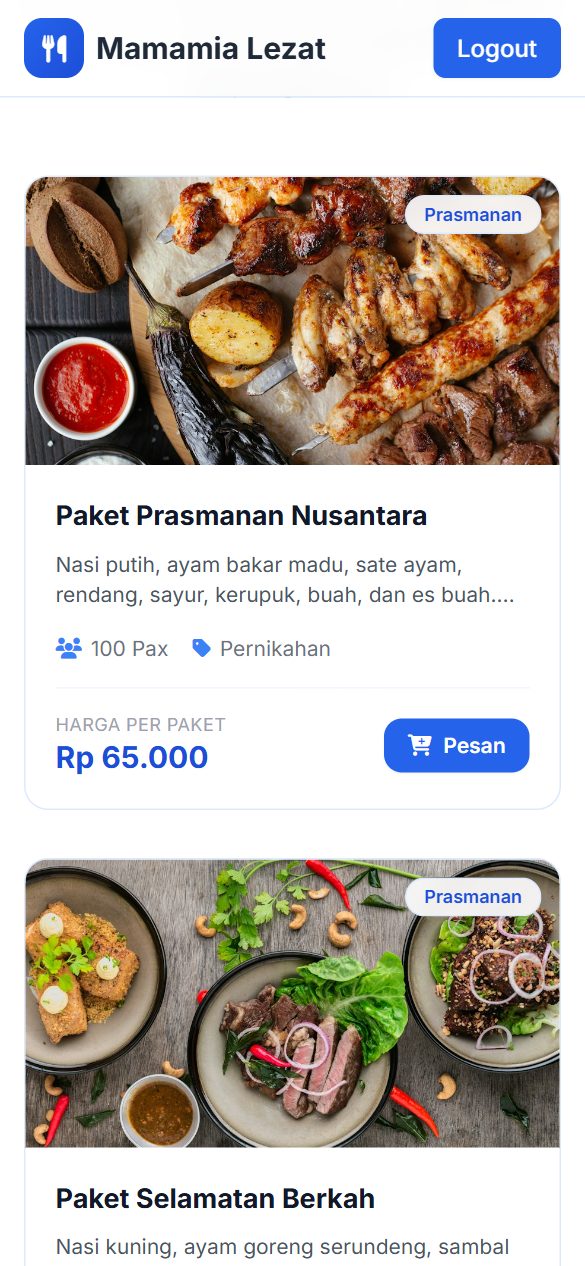 Mamamia Lezat
Logout
Prasmanan
Paket Prasmanan Nusantara
Nasi putih, ayam bakar madu, sate ayam,
rendang, sayur, kerupuk, buah, dan es buah....
100 Pax
Pernikahan
HARGA PER PAKET
Rp 65.000
Pesan
Prasmanan
Paket Selamatan Berkah
Nasi kuning, ayam goreng serundeng, sambal